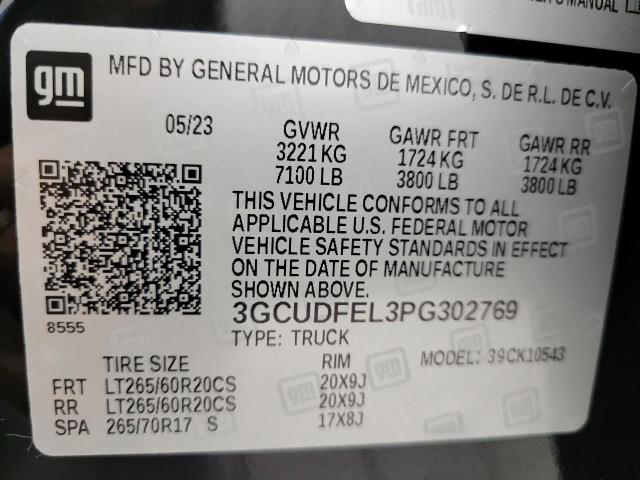 ER'S MANUAL
gm
MFD BY GENERAL MOTORS DE MEXICO, S. DE R.L. DE C.V.
05/23 GVWR GAWR FRT GAWR RR
3221 KG 1724 KG 1724 KG
7100 LB 3800 LB 3800 LB
THIS VEHICLE CONFORMS TO ALL
APPLICABLE U.S. FEDERAL MOTOR
VEHICLE SAFETY STANDARDS IN EFFECT
ON THE DATE OF MANUFACTURE
SHOWN ABOVE.
8555
3GCUDFEL3PG302769
TYPE: TRUCK MODEL: 39CK10543
TIRE SIZE RIM
FRT LT265/60R20CS 20X9J
RR LT265/60R20CS 20X9J
SPA 265/70R17 S 17X8J